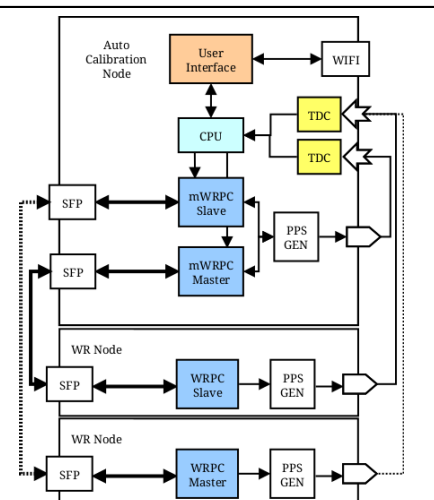 Auto
Calibration
Node
User
Interface
WIFI
TDC
CPU
TDC
SFP
mWRPC
Slave
PPS
GEN
SFP
mWRPC
Master
WR Node
SFP
WRPC
Slave
PPS
GEN
WR Node
SFP
WRPC
Master
PPS
GEN